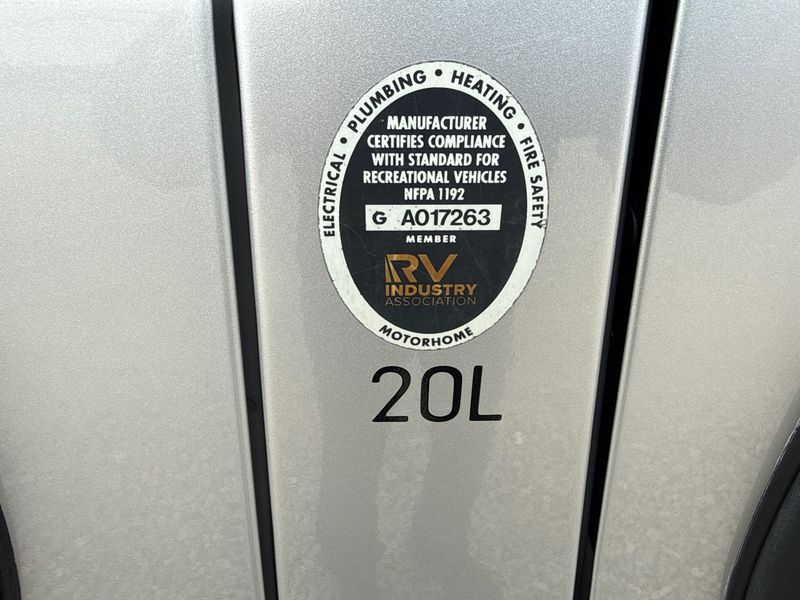 ELECTRICAL • PLUMBING • HEATING • FIRE SAFETY
MANUFACTURER
CERTIFIES COMPLIANCE
WITH STANDARD FOR
RECREATIONAL VEHICLES
NFPA 1192
G A017263
MEMBER
RV
INDUSTRY
ASSOCIATION
MOTORHOME
20L